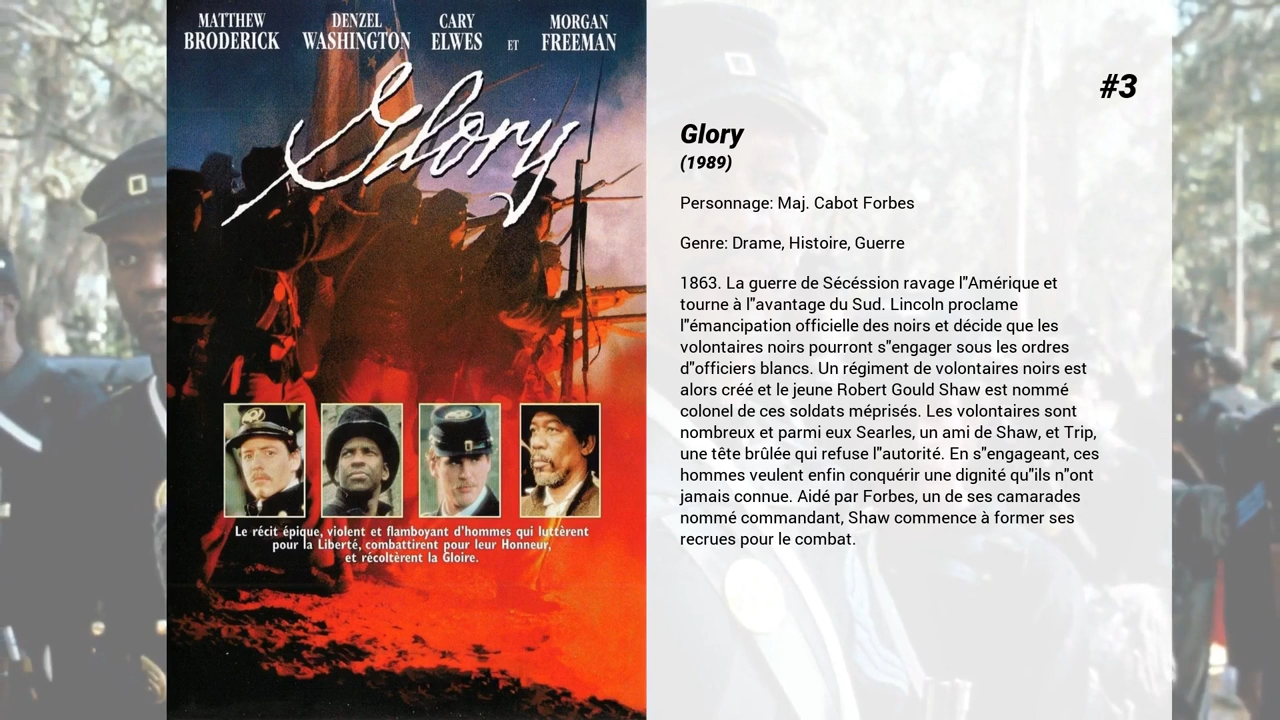 MATTHEW BRODERICK
DENZEL WASHINGTON
CARY ELWES
ET
MORGAN FREEMAN
Glory
Le récit épique, violent et flamboyant d'hommes qui luttèrent
pour la Liberté, combattirent pour leur Honneur,
et récoltèrent la Gloire.
#3
Glory
(1989)
Personnage: Maj. Cabot Forbes
Genre: Drame, Histoire, Guerre
1863. La guerre de Sécéssion ravage l"Amérique et
tourne à l"avantage du Sud. Lincoln proclame
l"émancipation officielle des noirs et décide que les
volontaires noirs pourront s"engager sous les ordres
d"officiers blancs. Un régiment de volontaires noirs est
alors créé et le jeune Robert Gould Shaw est nommé
colonel de ces soldats méprisés. Les volontaires sont
nombreux et parmi eux Searles, un ami de Shaw, et Trip,
une tête brûlée qui refuse l"autorité. En s"engageant, ces
hommes veulent enfin conquérir une dignité qu"ils n"ont
jamais connue. Aidé par Forbes, un de ses camarades
nommé commandant, Shaw commence à former ses
recrues pour le combat.